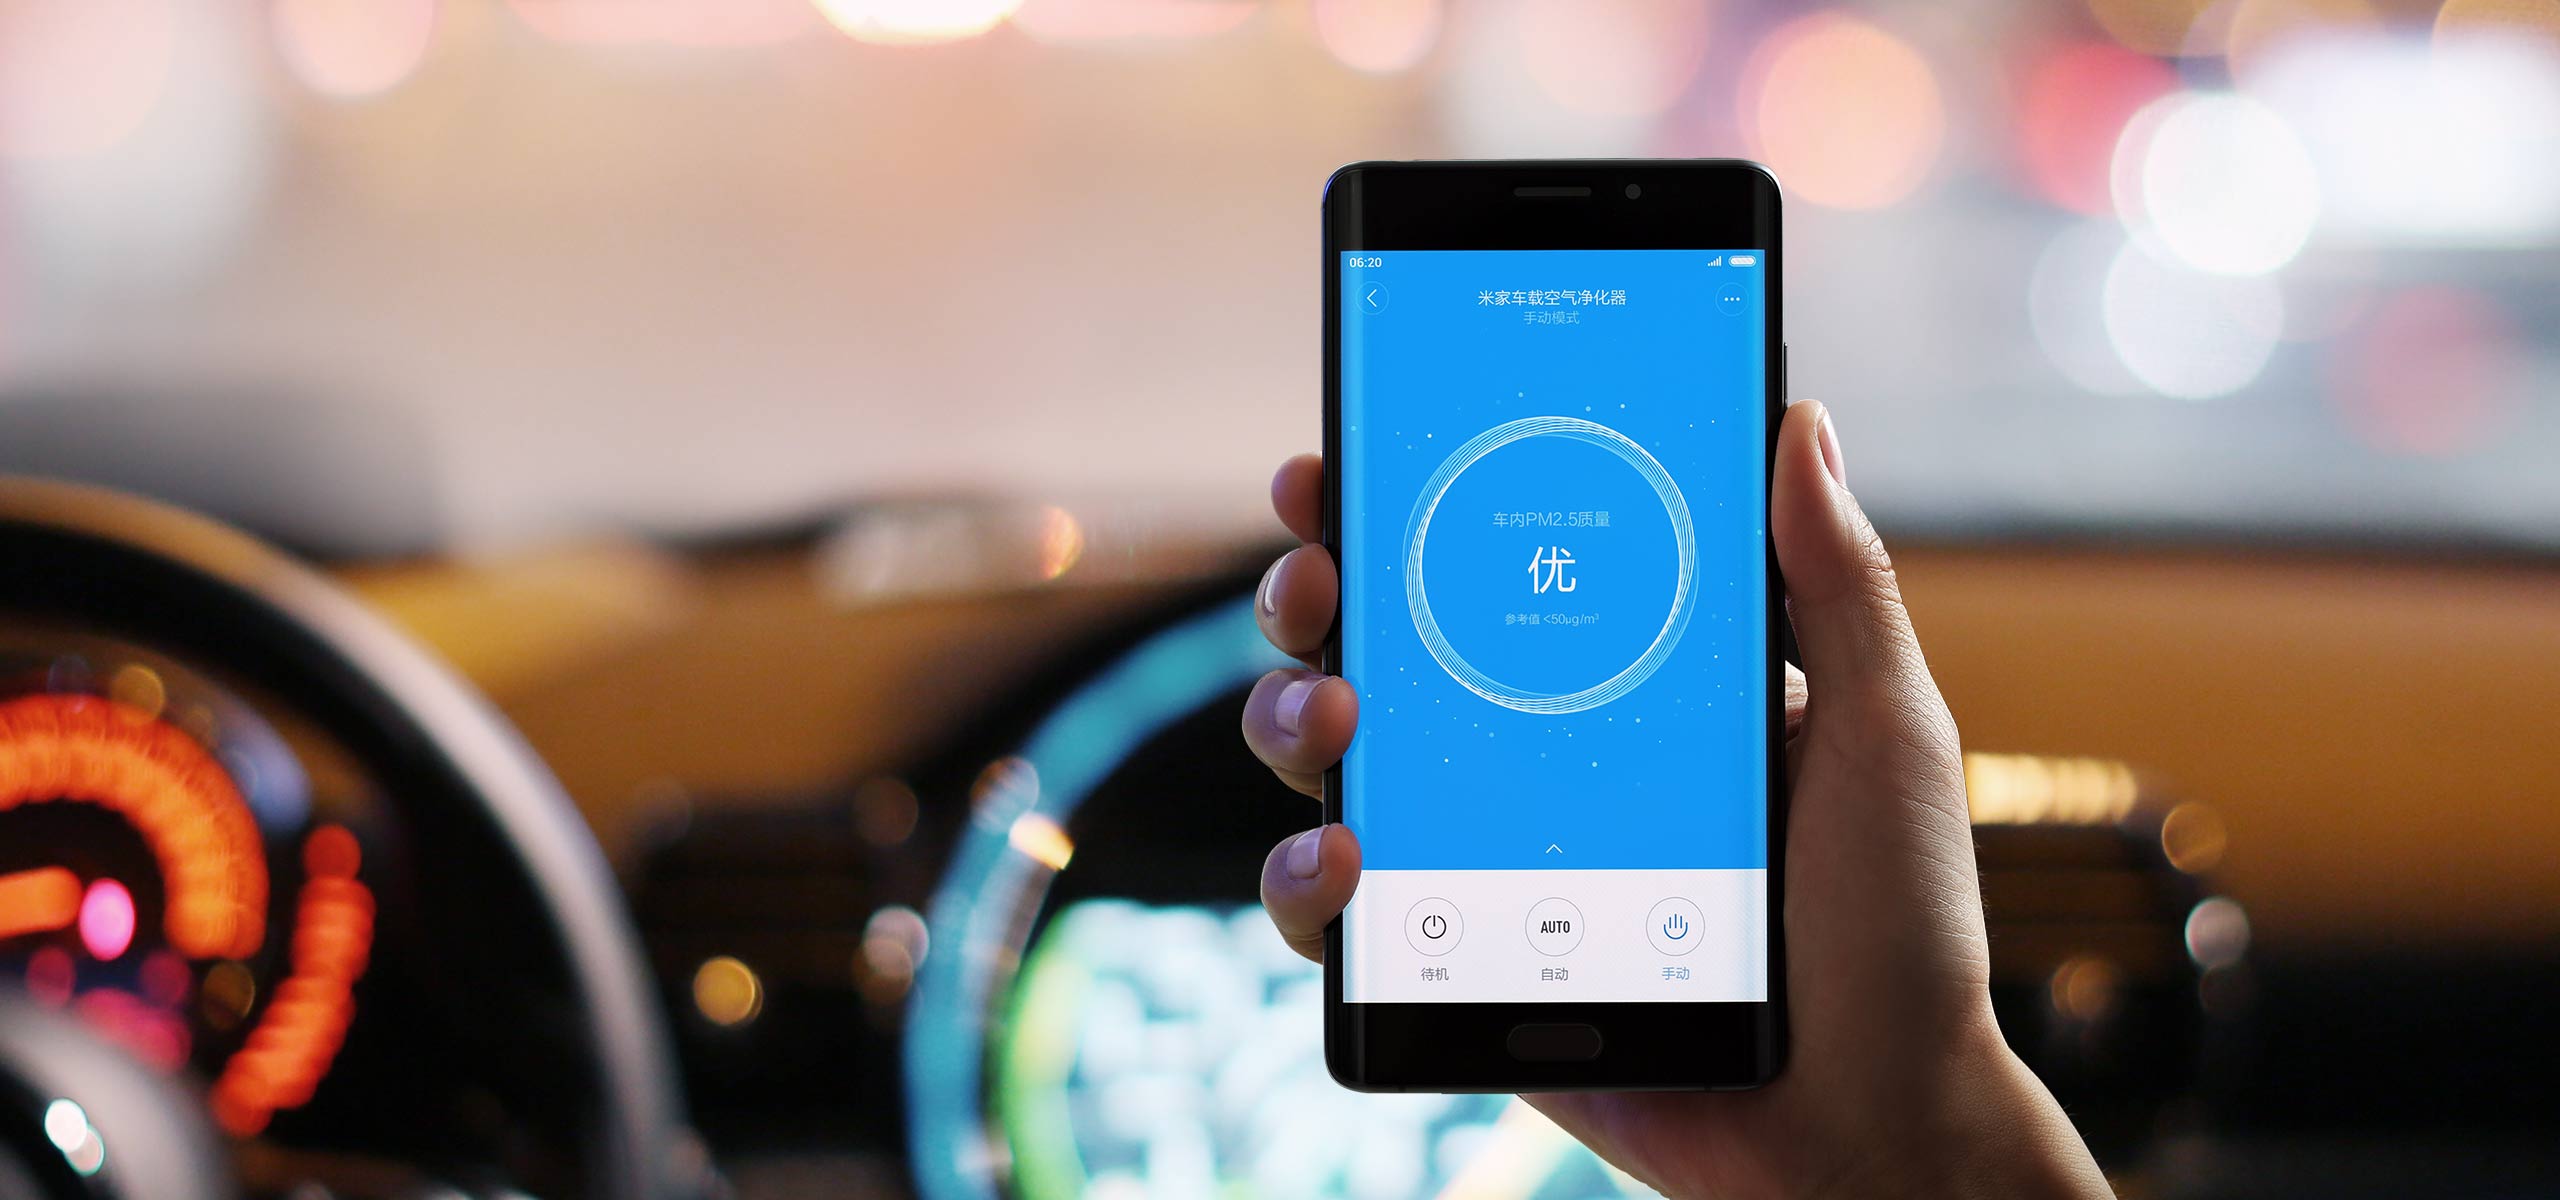 06:20
米家车载空气净化器
手动模式
车内PM2.5质量
优
参考值 <50μg/m³
AUTO
待机
自动
手动